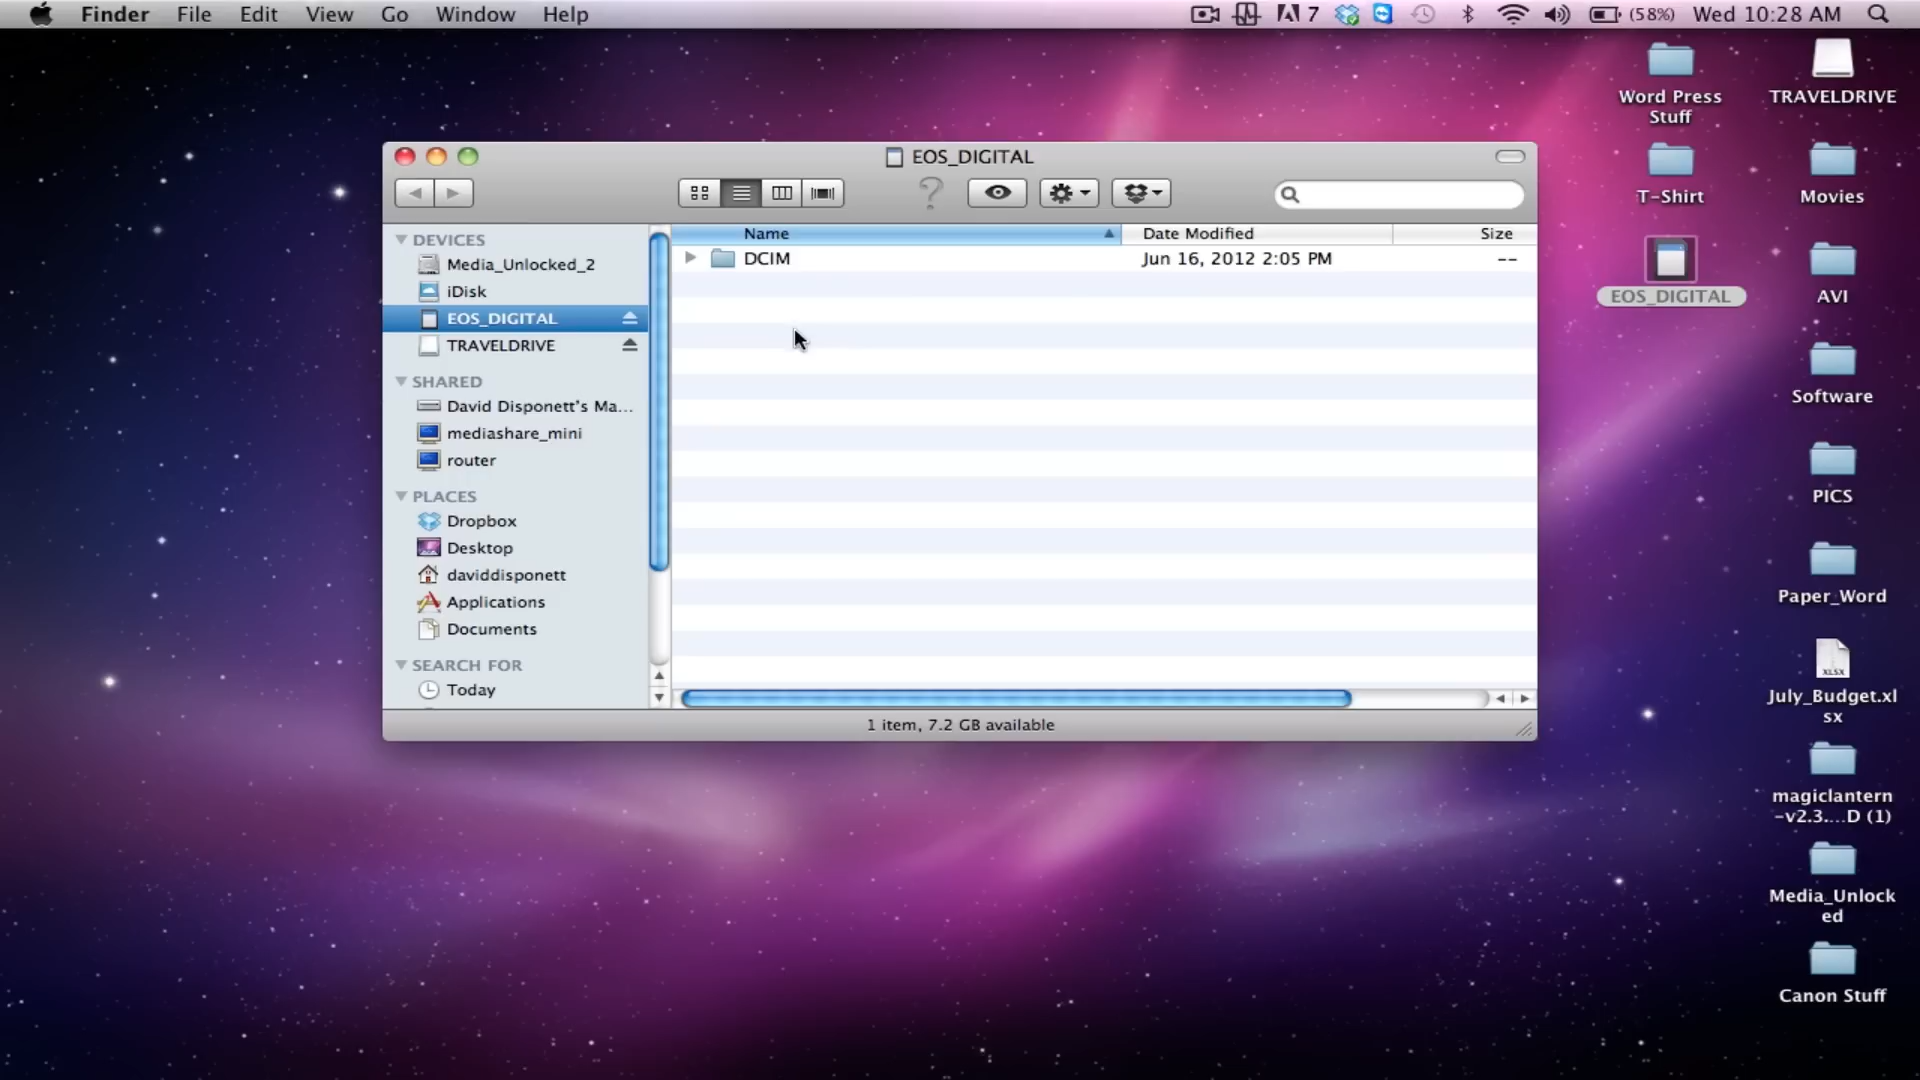 Finder File Edit View Go Window Help 7 (58%) Wed 10:28 AM
EOS_DIGITAL
DEVICES
Media_Unlocked_2
iDisk
EOS_DIGITAL
TRAVELDRIVE
SHARED
David Disponett's Ma...
mediashare_mini
router
PLACES
Dropbox
Desktop
daviddisponett
Applications
Documents
SEARCH FOR
Today
Name Date Modified Size
DCIM Jun 16, 2012 2:05 PM --
1 item, 7.2 GB available
Word Press
Stuff
T-Shirt
EOS_DIGITAL
TRAVELDRIVE
Movies
AVI
Software
PICS
Paper_Word
XLSX
July_Budget.xl
sx
magiclantern
-v2.3....D (1)
Media_Unlock
ed
Canon Stuff